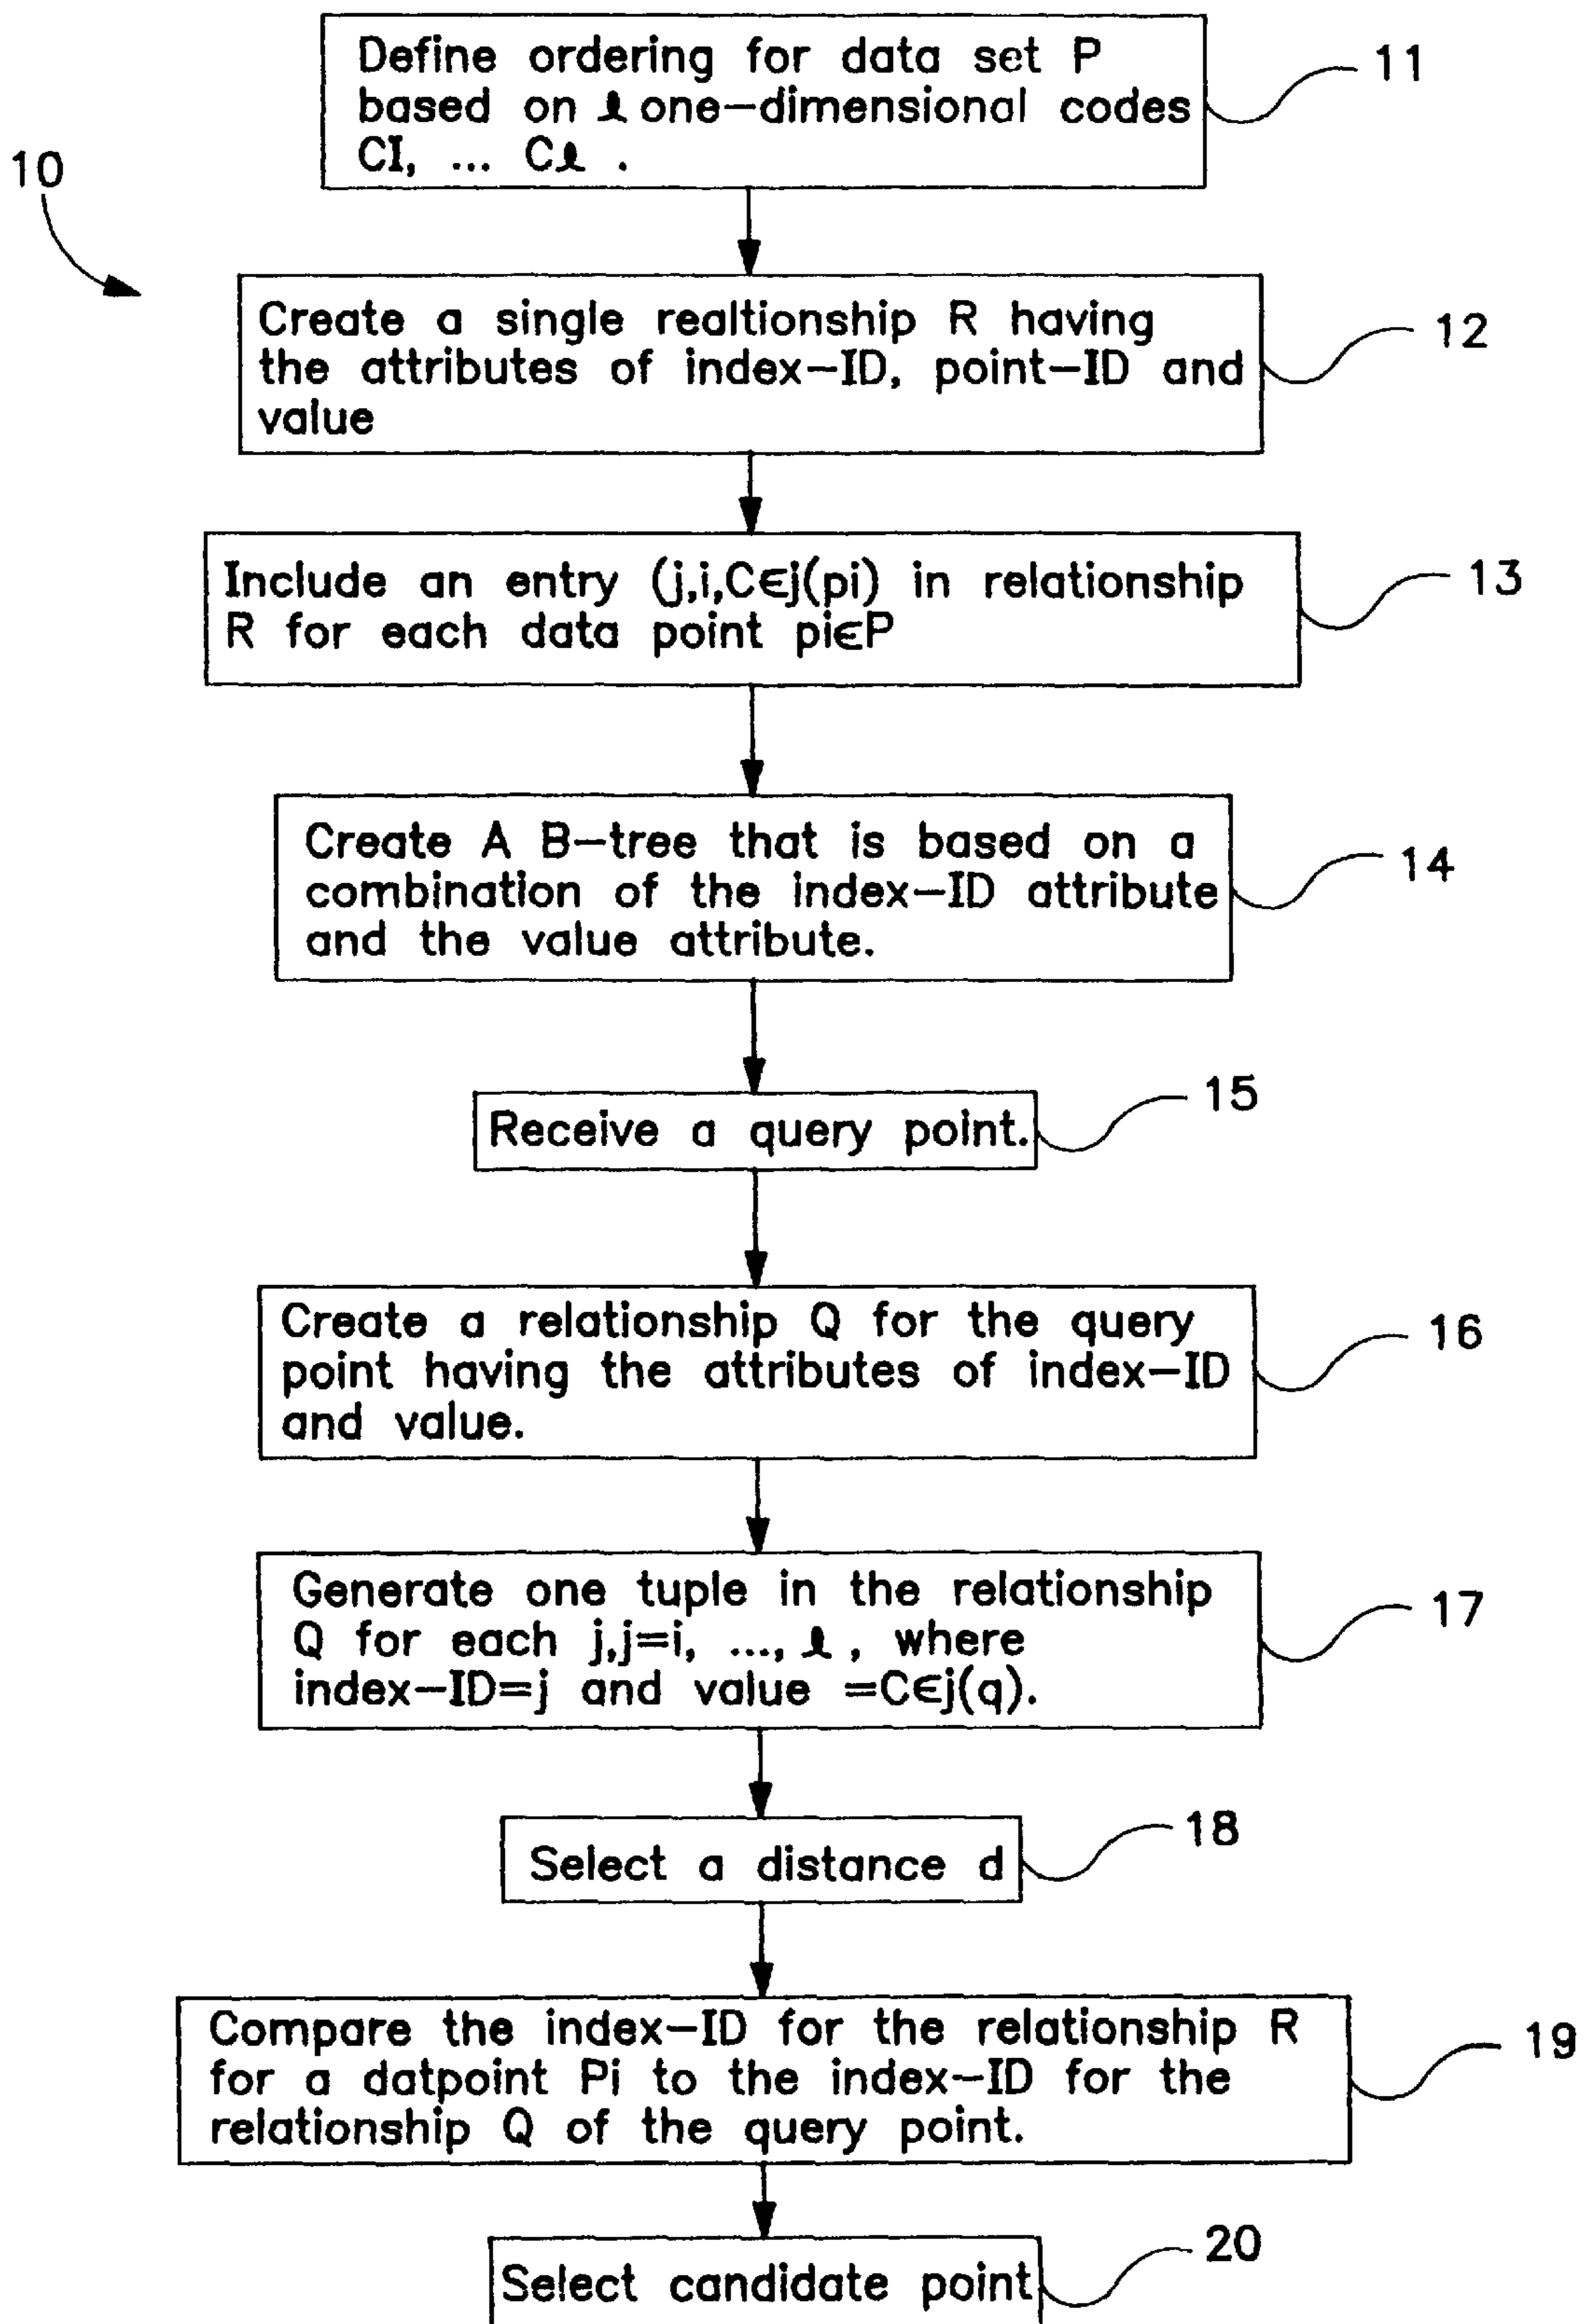 Define ordering for data set P
based on ℓ one-dimensional codes
CI, ... Cℓ .
11
10
Create a single realtionship R having
the attributes of index-ID, point-ID and
value
12
Include an entry (j,i,C∈j(pi) in relationship
R for each data point pi∈P
13
Create A B-tree that is based on a
combination of the index-ID attribute
and the value attribute.
14
Receive a query point.
15
Create a relationship Q for the query
point having the attributes of index-ID
and value.
16
Generate one tuple in the relationship
Q for each j,j=i, ..., ℓ, where
index-ID=j and value =C∈j(q).
17
Select a distance d
18
Compare the index-ID for the relationship R
for a datpoint Pi to the index-ID for the
relationship Q of the query point.
19
Select candidate point
20